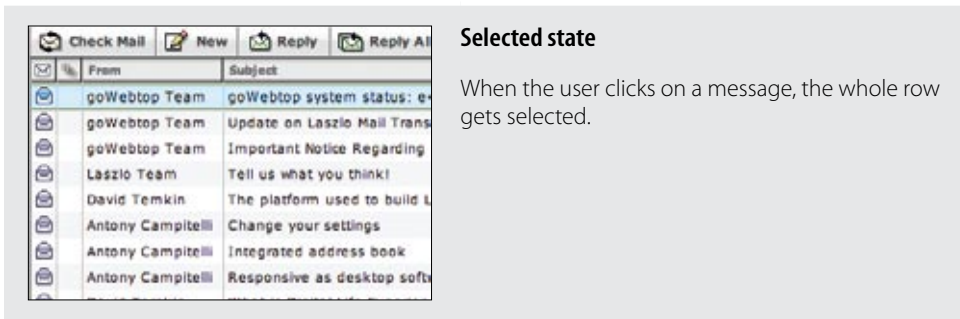 Check Mail New Reply Reply All
From Subject
goWebtop Team goWebtop system status: e
goWebtop Team Update on Laszlo Mail Trans
goWebtop Team Important Notice Regarding
Laszlo Team Tell us what you think!
David Temkin The platform used to build L
Antony Campitelli Change your settings
Antony Campitelli Integrated address book
Antony Campitelli Responsive as desktop softw
Selected state
When the user clicks on a message, the whole row
gets selected.